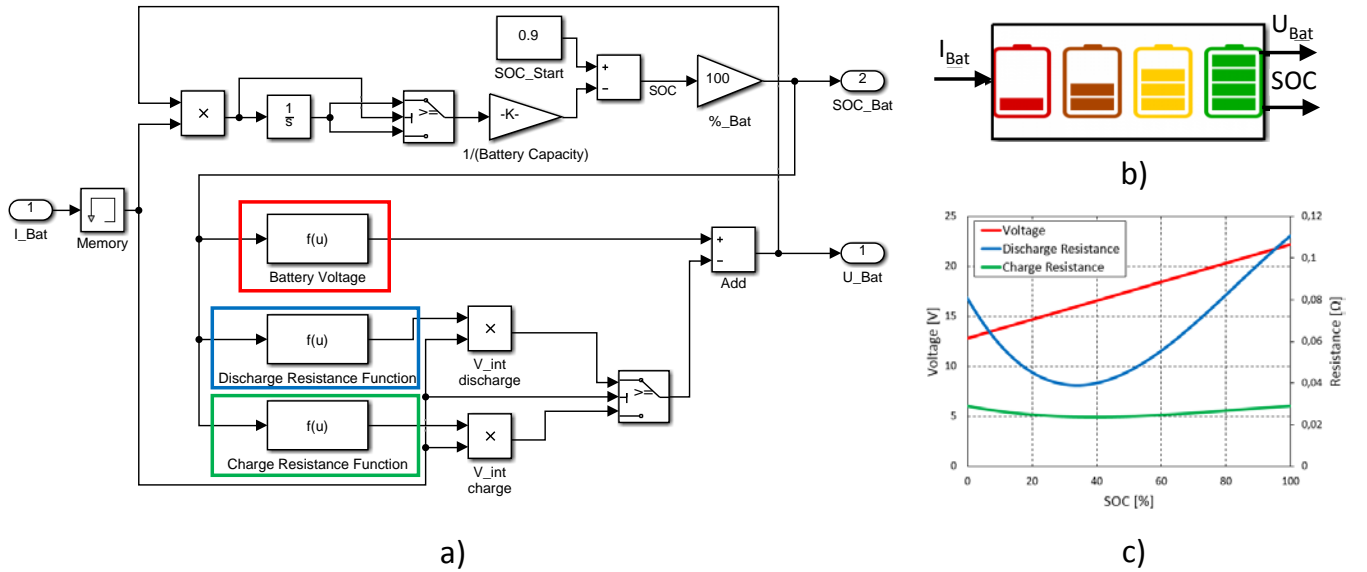 0.9
SOC_Start
+
−
SOC
100
%_Bat
2
SOC_Bat
×
1
s
>=
-K-
1/(Battery Capacity)
1
I_Bat
Memory
f(u)
Battery Voltage
+
−
Add
1
U_Bat
f(u)
Discharge Resistance Function
×
V_int
discharge
>=
f(u)
Charge Resistance Function
×
V_int
charge
a)
I_Bat
U_Bat
SOC
b)
25
20
15
10
5
0
Voltage [V]
Voltage
Discharge Resistance
Charge Resistance
0,12
0,1
0,08
0,06
0,04
0,02
0
Resistance [Ω]
0 20 40 60 80 100
SOC [%]
c)